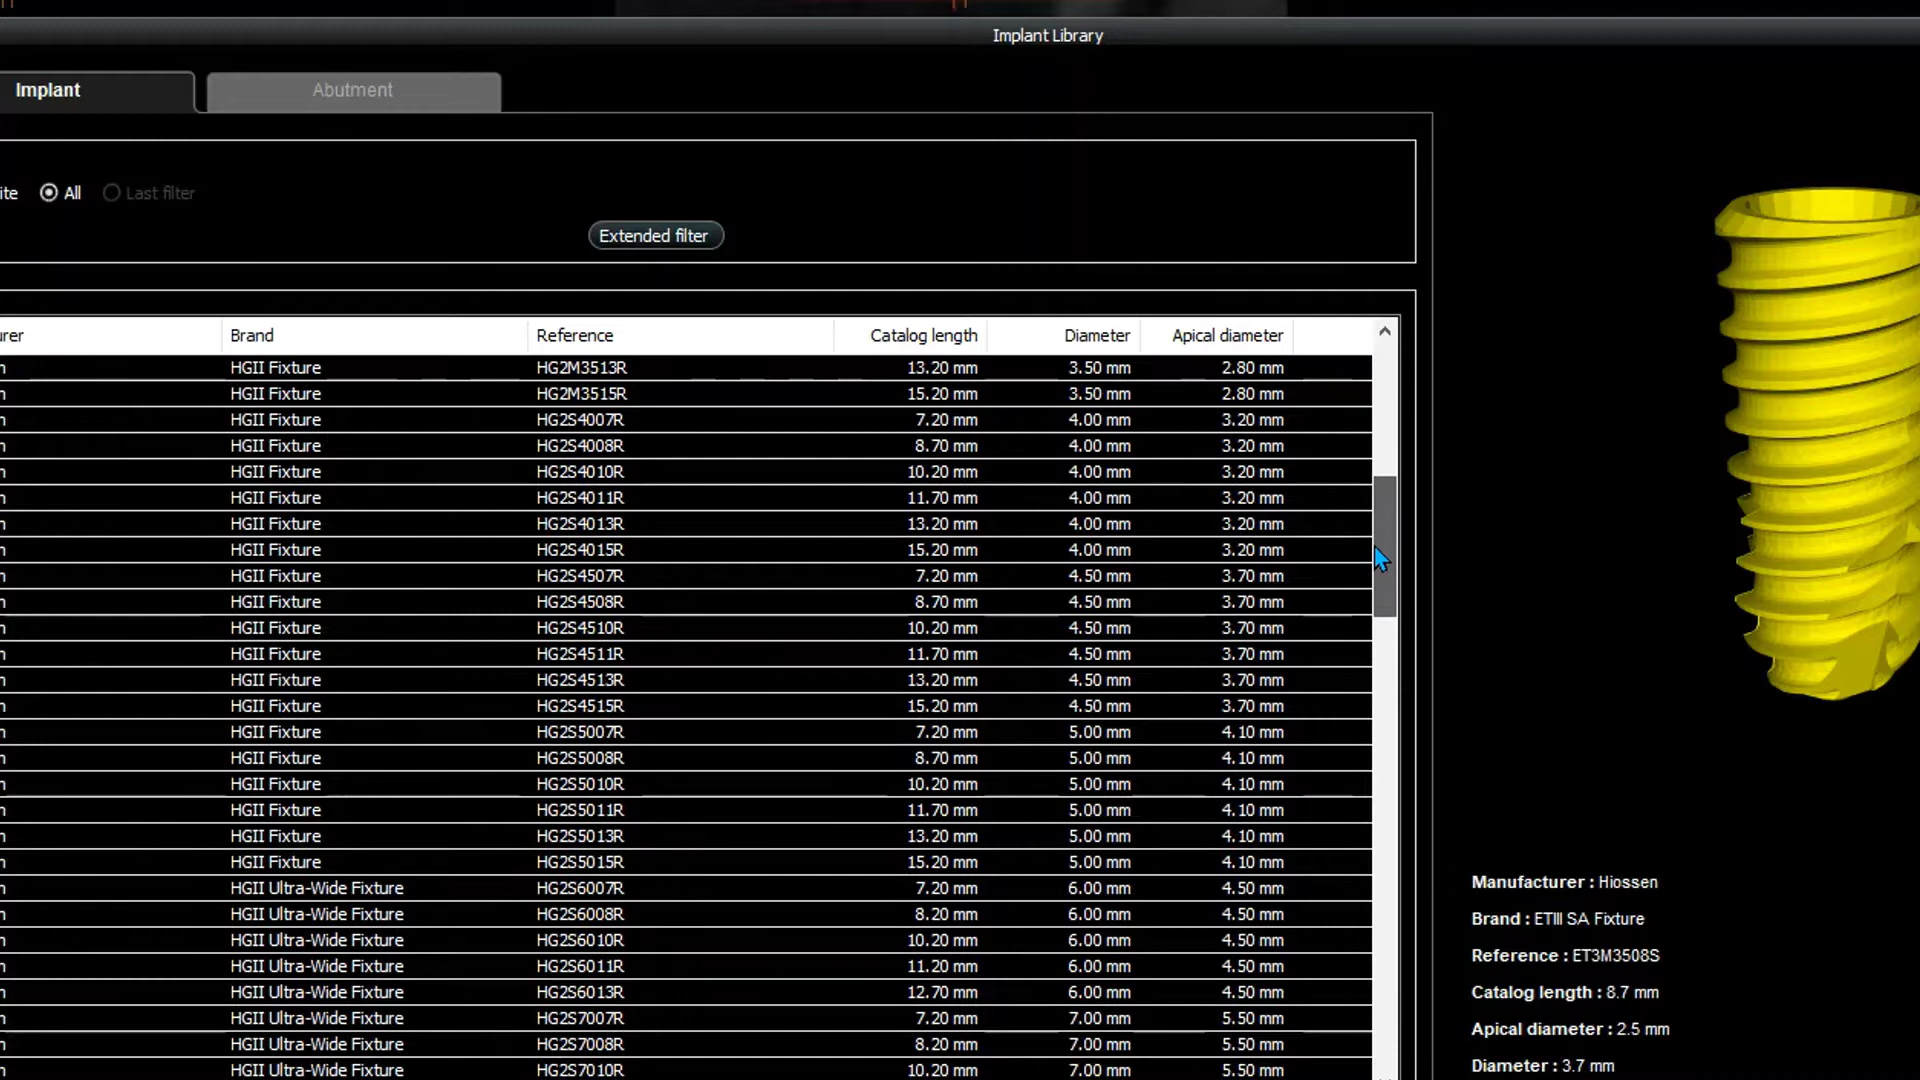 Implant Library
Implant Abutment
ite All Last filter
Extended filter
rer Brand Reference Catalog length Diameter Apical diameter
n HGII Fixture HG2M3513R 13.20 mm 3.50 mm 2.80 mm
n HGII Fixture HG2M3515R 15.20 mm 3.50 mm 2.80 mm
n HGII Fixture HG2S4007R 7.20 mm 4.00 mm 3.20 mm
n HGII Fixture HG2S4008R 8.70 mm 4.00 mm 3.20 mm
n HGII Fixture HG2S4010R 10.20 mm 4.00 mm 3.20 mm
n HGII Fixture HG2S4011R 11.70 mm 4.00 mm 3.20 mm
n HGII Fixture HG2S4013R 13.20 mm 4.00 mm 3.20 mm
n HGII Fixture HG2S4015R 15.20 mm 4.00 mm 3.20 mm
n HGII Fixture HG2S4507R 7.20 mm 4.50 mm 3.70 mm
n HGII Fixture HG2S4508R 8.70 mm 4.50 mm 3.70 mm
n HGII Fixture HG2S4510R 10.20 mm 4.50 mm 3.70 mm
n HGII Fixture HG2S4511R 11.70 mm 4.50 mm 3.70 mm
n HGII Fixture HG2S4513R 13.20 mm 4.50 mm 3.70 mm
n HGII Fixture HG2S4515R 15.20 mm 4.50 mm 3.70 mm
n HGII Fixture HG2S5007R 7.20 mm 5.00 mm 4.10 mm
n HGII Fixture HG2S5008R 8.70 mm 5.00 mm 4.10 mm
n HGII Fixture HG2S5010R 10.20 mm 5.00 mm 4.10 mm
n HGII Fixture HG2S5011R 11.70 mm 5.00 mm 4.10 mm
n HGII Fixture HG2S5013R 13.20 mm 5.00 mm 4.10 mm
n HGII Fixture HG2S5015R 15.20 mm 5.00 mm 4.10 mm
n HGII Ultra-Wide Fixture HG2S6007R 7.20 mm 6.00 mm 4.50 mm
n HGII Ultra-Wide Fixture HG2S6008R 8.20 mm 6.00 mm 4.50 mm
n HGII Ultra-Wide Fixture HG2S6010R 10.20 mm 6.00 mm 4.50 mm
n HGII Ultra-Wide Fixture HG2S6011R 11.20 mm 6.00 mm 4.50 mm
n HGII Ultra-Wide Fixture HG2S6013R 12.70 mm 6.00 mm 4.50 mm
n HGII Ultra-Wide Fixture HG2S7007R 7.20 mm 7.00 mm 5.50 mm
n HGII Ultra-Wide Fixture HG2S7008R 8.20 mm 7.00 mm 5.50 mm
n HGII Ultra-Wide Fixture HG2S7010R 10.20 mm 7.00 mm 5.50 mm
Manufacturer : Hiossen
Brand : ETIII SA Fixture
Reference : ET3M3508S
Catalog length : 8.7 mm
Apical diameter : 2.5 mm
Diameter : 3.7 mm